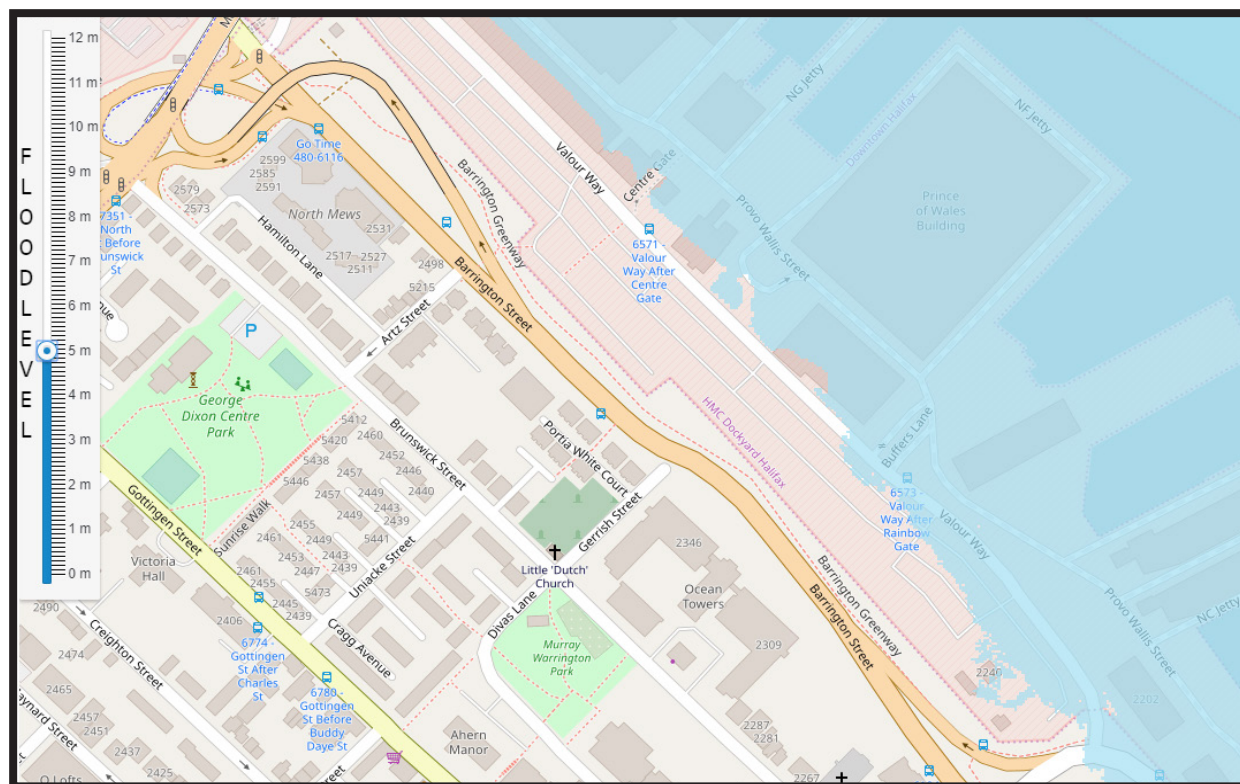 12 m
11 m
10 m
9 m
8 m
7 m
6 m
5 m
4 m
3 m
2 m
1 m
0 m
F
L
O
O
D
L
E
V
E
L
Go Time
480-6116
2599
2585
2591
2579
2573
North Mews
2531
2517
2527
2511
2498
5215
7351 -
North
Before
St
Hamilton Lane
Artz Street
Barrington Street
Barrington Greenway
Valour Way
Centre Gate
6571 -
Valour
Way After
Centre
Gate
NG Jetty
NF Jetty
Downtown Halifax
Prince
of Wales
Building
Provo Wallis Street
HMC Dockyard Halifax
Buffers Lane
6573 -
Valour
Way After
Rainbow
Gate
Valour Way
Provo Wallis Street
NC Jetty
2202
2240
P
George
Dixon Centre
Park
Brunswick Street
5412
5420
2460
5438
2452
2446
2440
5446
2457
2457
2449
2443
2439
2455
2449
5441
2461
2453
2447
2443
2439
2461
2455
5473
2445
2439
2406
Portia White Court
Gerrish Street
Little 'Dutch'
Church
Sunrise Walk
Gottingen Street
Victoria
Hall
Uniacke Street
Cragg Avenue
Divas Lane
Murray
Warrington
Park
2346
Ocean
Towers
2309
Barrington Greenway
Barrington Street
2287
2281
2267
2490
Creighton Street
2474
2465
2457
2451
2437
2425
6774 -
Gottingen
St After
Charles
St
6780 -
Gottingen
St Before
Buddy
Daye St
Ahern
Manor
Street
Lofts